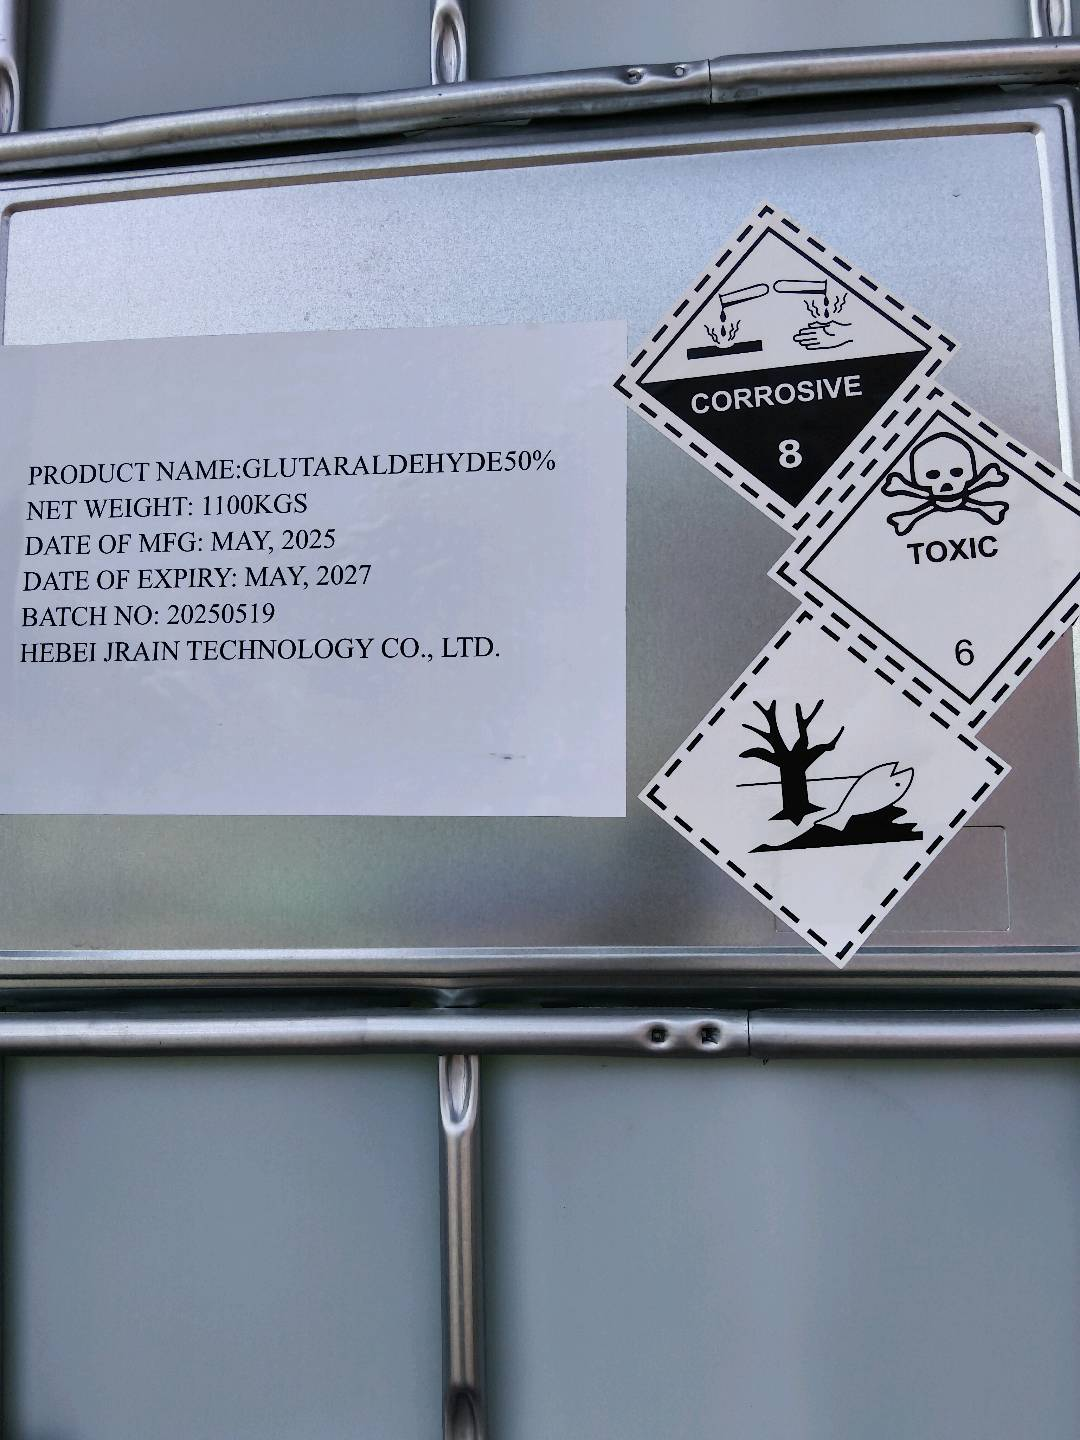 PRODUCT NAME:GLUTARALDEHYDE50%
NET WEIGHT: 1100KGS
DATE OF MFG: MAY, 2025
DATE OF EXPIRY: MAY, 2027
BATCH NO: 20250519
HEBEI JRAIN TECHNOLOGY CO., LTD.
CORROSIVE
8
TOXIC
6